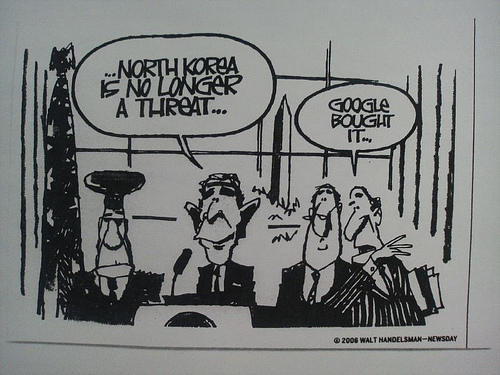 ...NORTH KOREA
IS NO LONGER
A THREAT...
GOOGLE
BOUGHT
IT...
© 2006 WALT HANDELSMAN—NEWSDAY